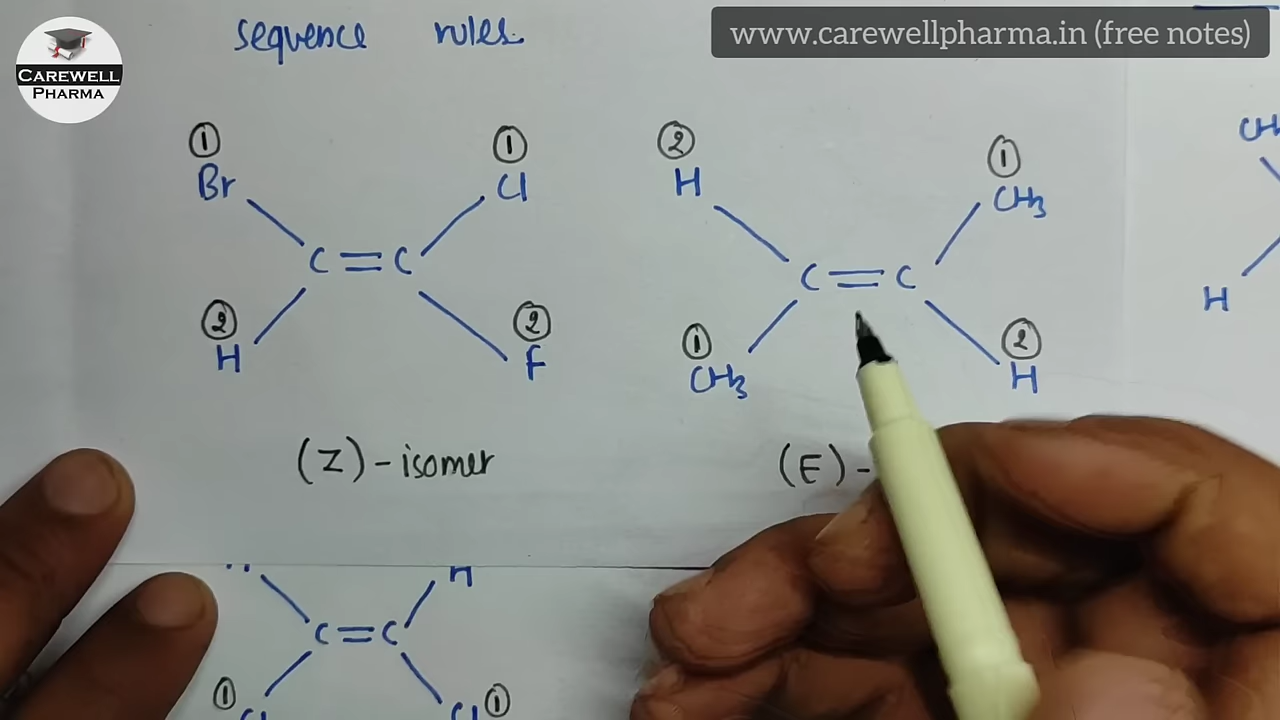 sequence rules
www.carewellpharma.in (free notes)
CAREWELL
PHARMA
① ①
Br Cl
C=C
② ②
H F
(Z)-isomer
② ①
H CH₃
C=C
① ②
CH₃ H
(E)-
H
H
C=C
① ①